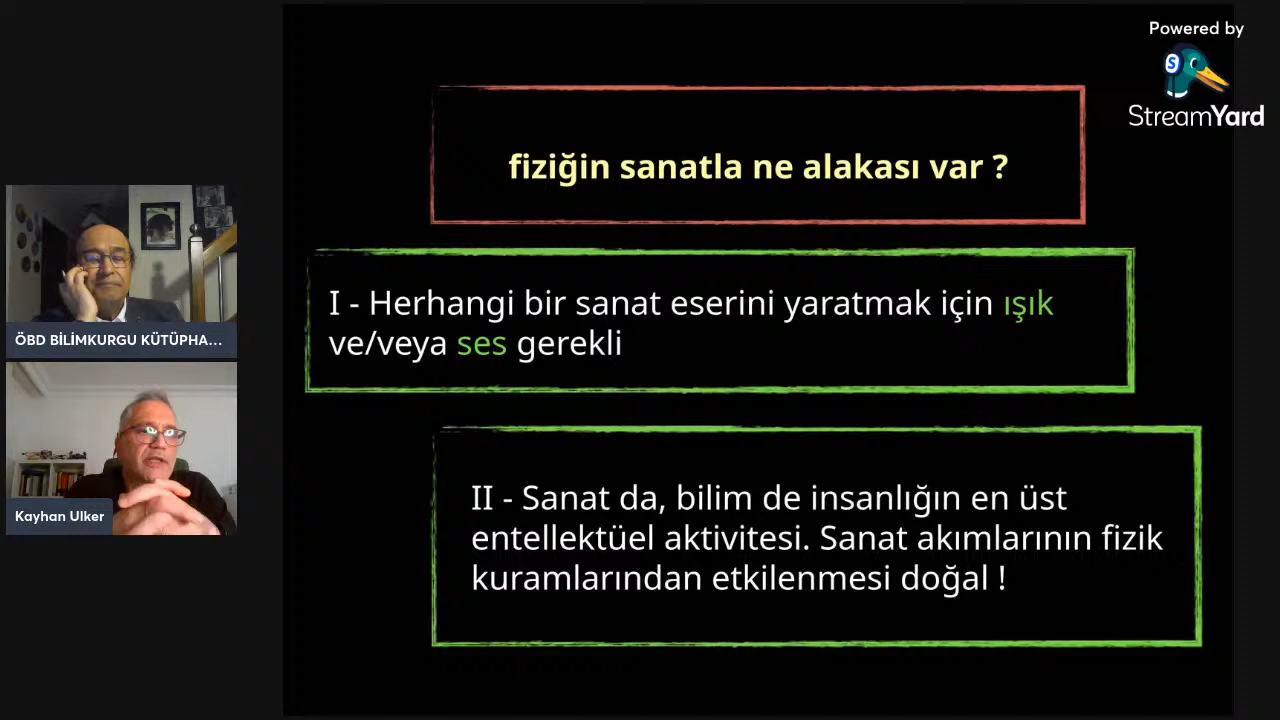 Powered by
StreamYard
fiziğin sanatla ne alakası var ?
I - Herhangi bir sanat eserini yaratmak için ışık
ve/veya ses gerekli
II - Sanat da, bilim de insanlığın en üst
entellektüel aktivitesi. Sanat akımlarının fizik
kuramlarından etkilenmesi doğal !
ÖBD BİLİMKURGU KÜTÜPHA...
Kayhan Ulker